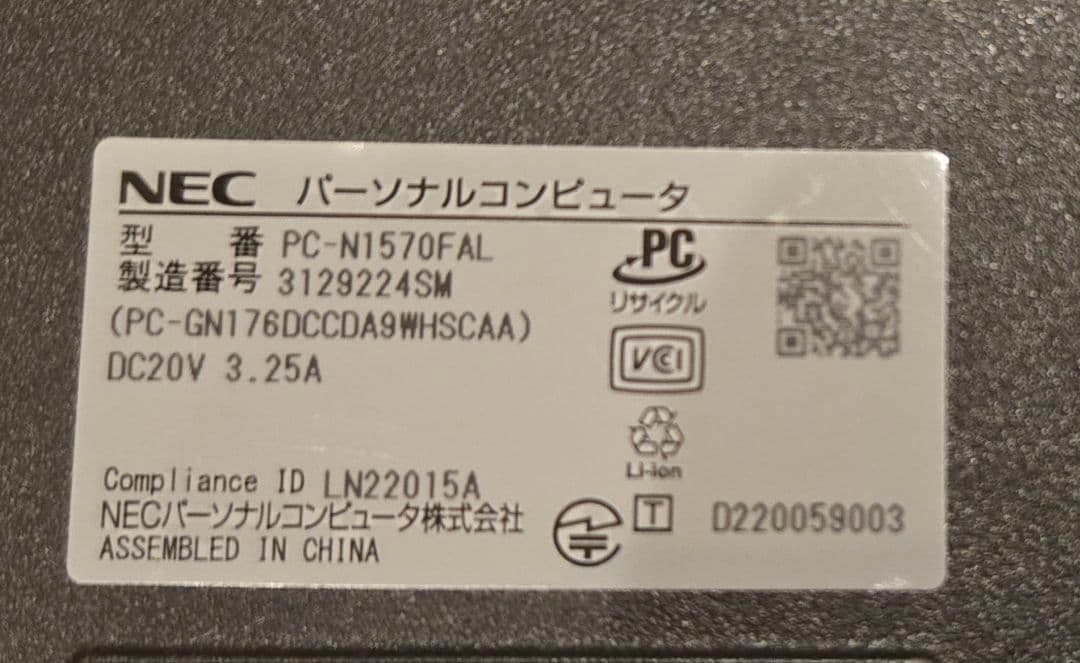 NEC パーソナルコンピュータ
型 番 PC-N1570FAL
製造番号 3129224SM
(PC-GN176DCCDA9WHSCAA)
DC20V 3.25A
PC
リサイクル
VCI
Li-ion
Compliance ID LN22015A
NECパーソナルコンピュータ株式会社
T D220059003
ASSEMBLED IN CHINA